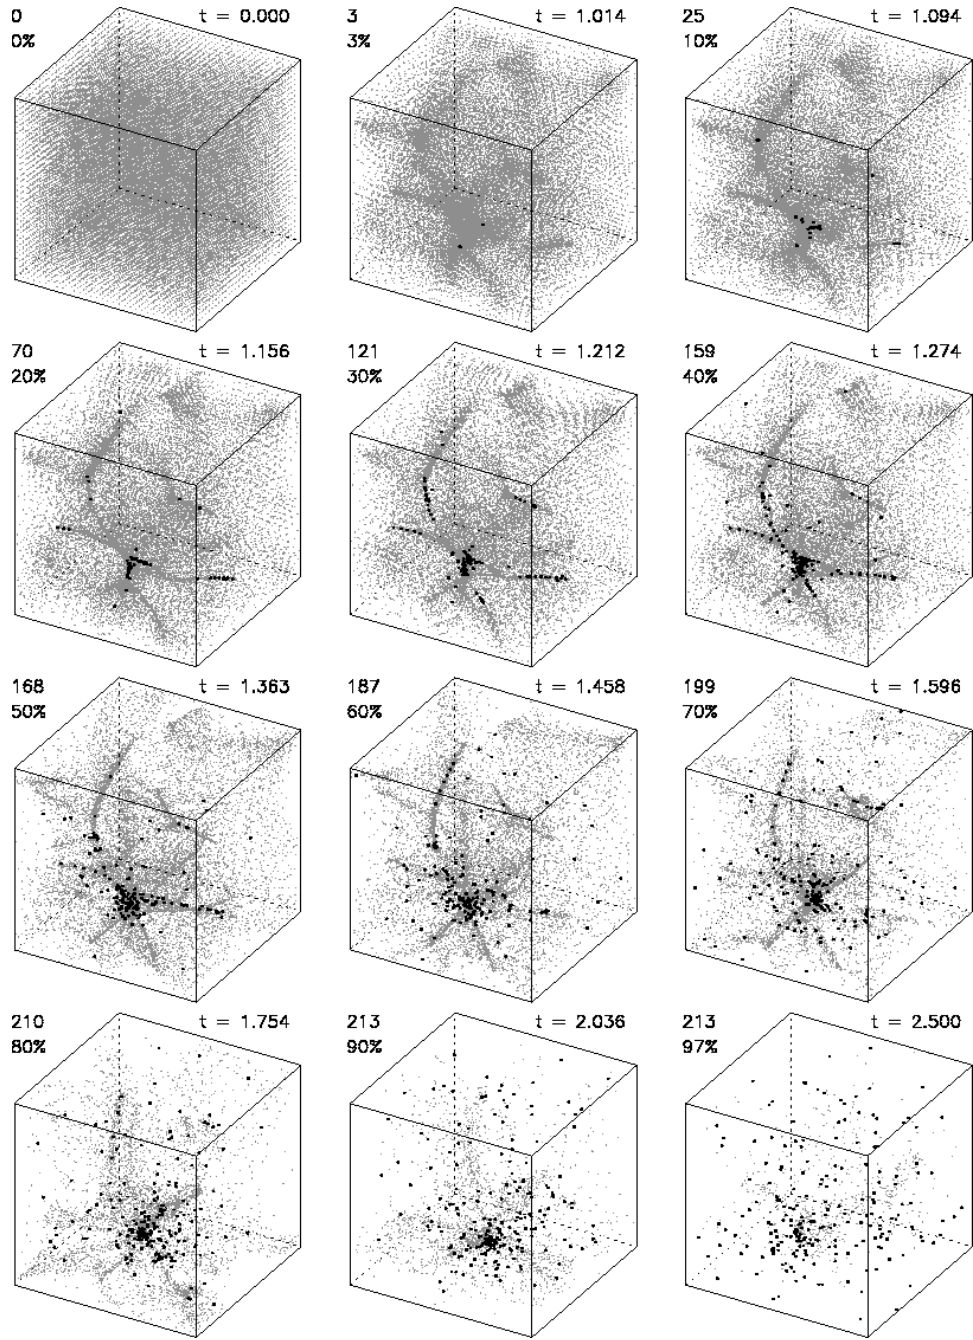 0 t = 0.000
0%
3 t = 1.014
3%
25 t = 1.094
10%
70 t = 1.156
20%
121 t = 1.212
30%
159 t = 1.274
40%
168 t = 1.363
50%
187 t = 1.458
60%
199 t = 1.596
70%
210 t = 1.754
80%
213 t = 2.036
90%
213 t = 2.500
97%